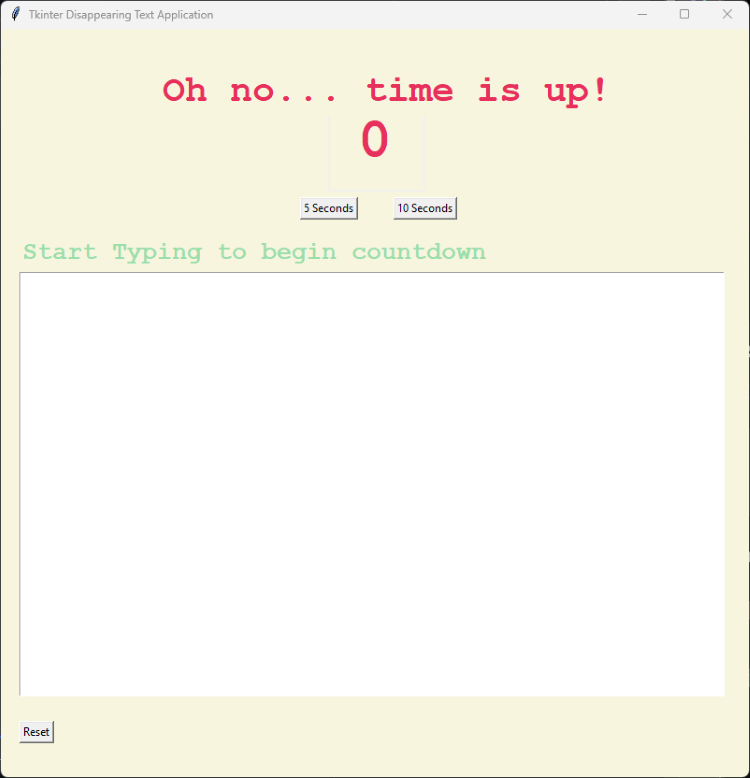 Tkinter Disappearing Text Application
Oh no... time is up!
0
5 Seconds 10 Seconds
Start Typing to begin countdown
Reset